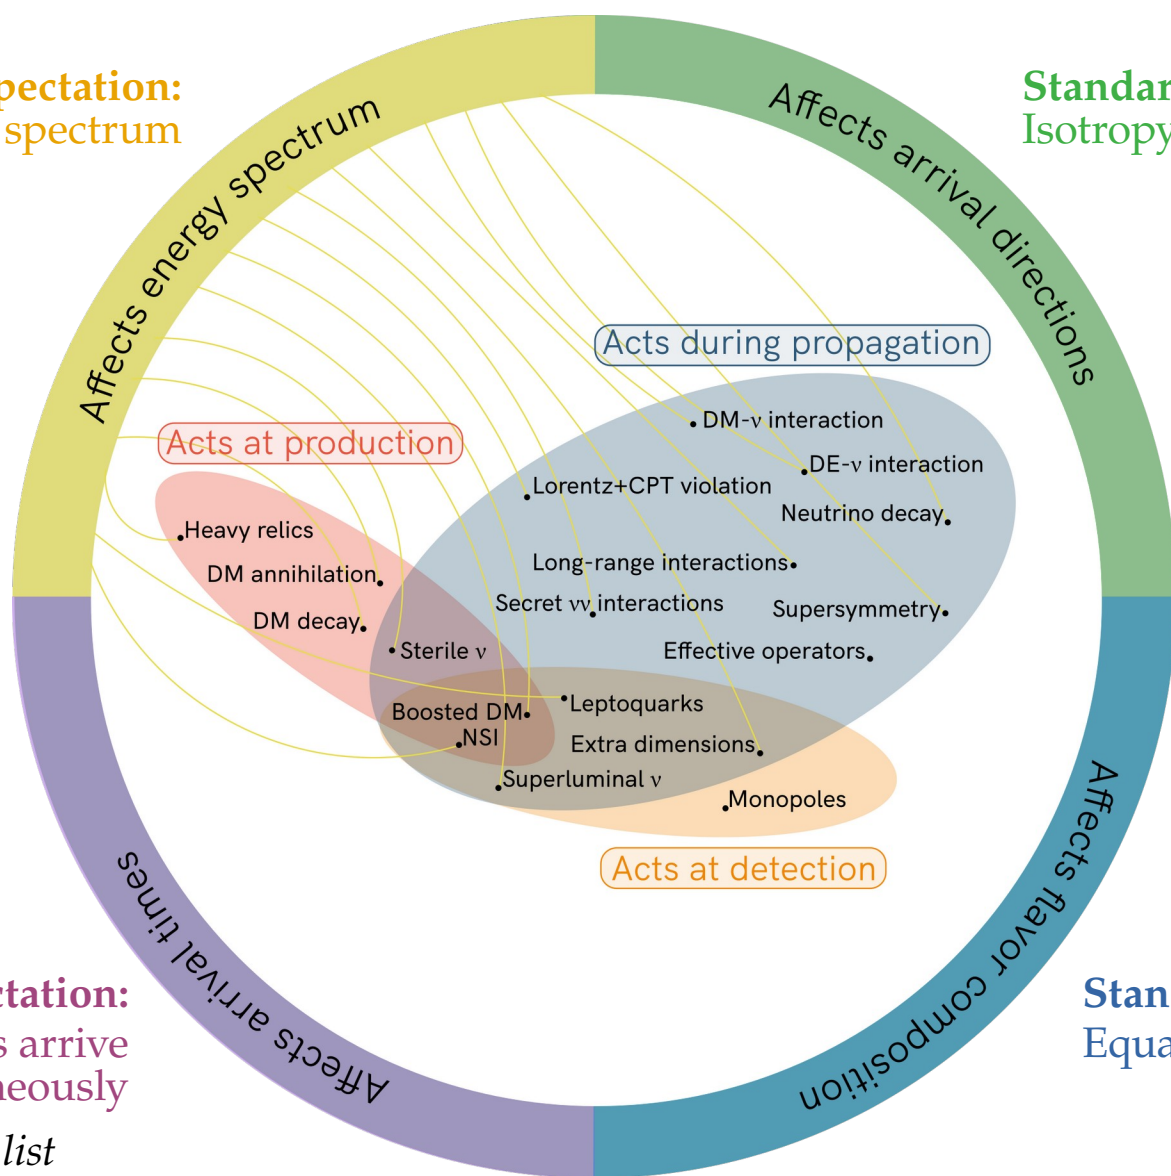 pectation:
spectrum
Standar
Isotropy
Affects energy spectrum
Affects arrival directions
Acts during propagation
DM-ν interaction
Acts at production
DE-ν interaction
Lorentz+CPT violation
Neutrino decay
Heavy relics
Long-range interactions
DM annihilation
Secret νν interactions
Supersymmetry
DM decay
Sterile ν
Effective operators
Leptoquarks
Boosted DM
NSI
Extra dimensions
Superluminal ν
Monopoles
Acts at detection
Affects arrival times
Affects flavor composition
ctation:
s arrive
neously
list
Stan
Equa